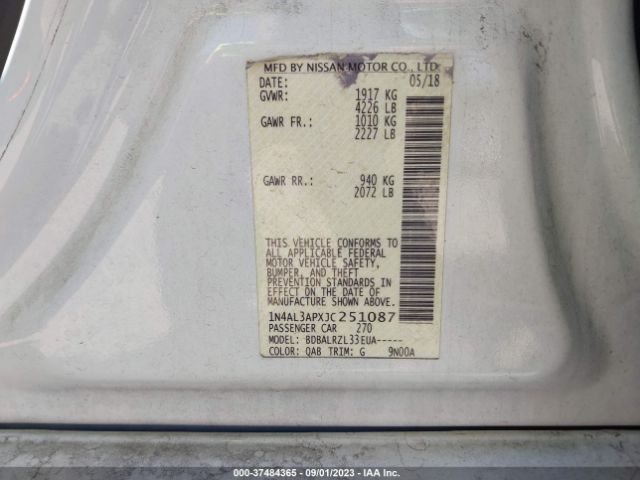 MFD BY NISSAN MOTOR CO., LTD
DATE: 05/18
GVWR: 1917 KG
4226 LB
GAWR FR.: 1010 KG
2227 LB
GAWR RR.: 940 KG
2072 LB
THIS VEHICLE CONFORMS TO
ALL APPLICABLE FEDERAL
MOTOR VEHICLE SAFETY,
BUMPER, AND THEFT
PREVENTION STANDARDS IN
EFFECT ON THE DATE OF
MANUFACTURE SHOWN ABOVE.
1N4AL3APXJC251087
PASSENGER CAR 270
MODEL: BDBALRZL33EUA-----
COLOR: QAB TRIM: G 9N00A
000-37484365 - 09/01/2023 - IAA Inc.